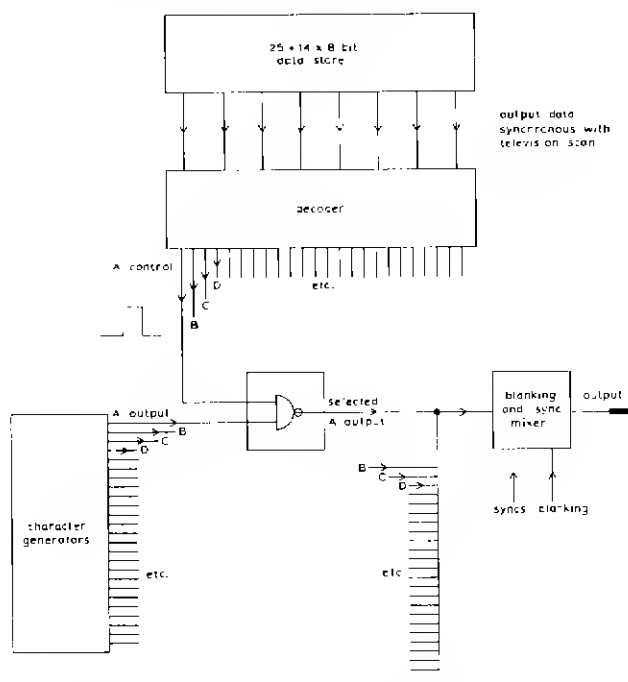 25 × 14 x 8 bit
data store
output data
syncrronous with
television scan
decoder
A control
D
C
B
etc.
A output
B
C
D
character
generators
etc.
selected
A output
blanking
and sync
mixer
output
B
C
D
etc
syncs blanking